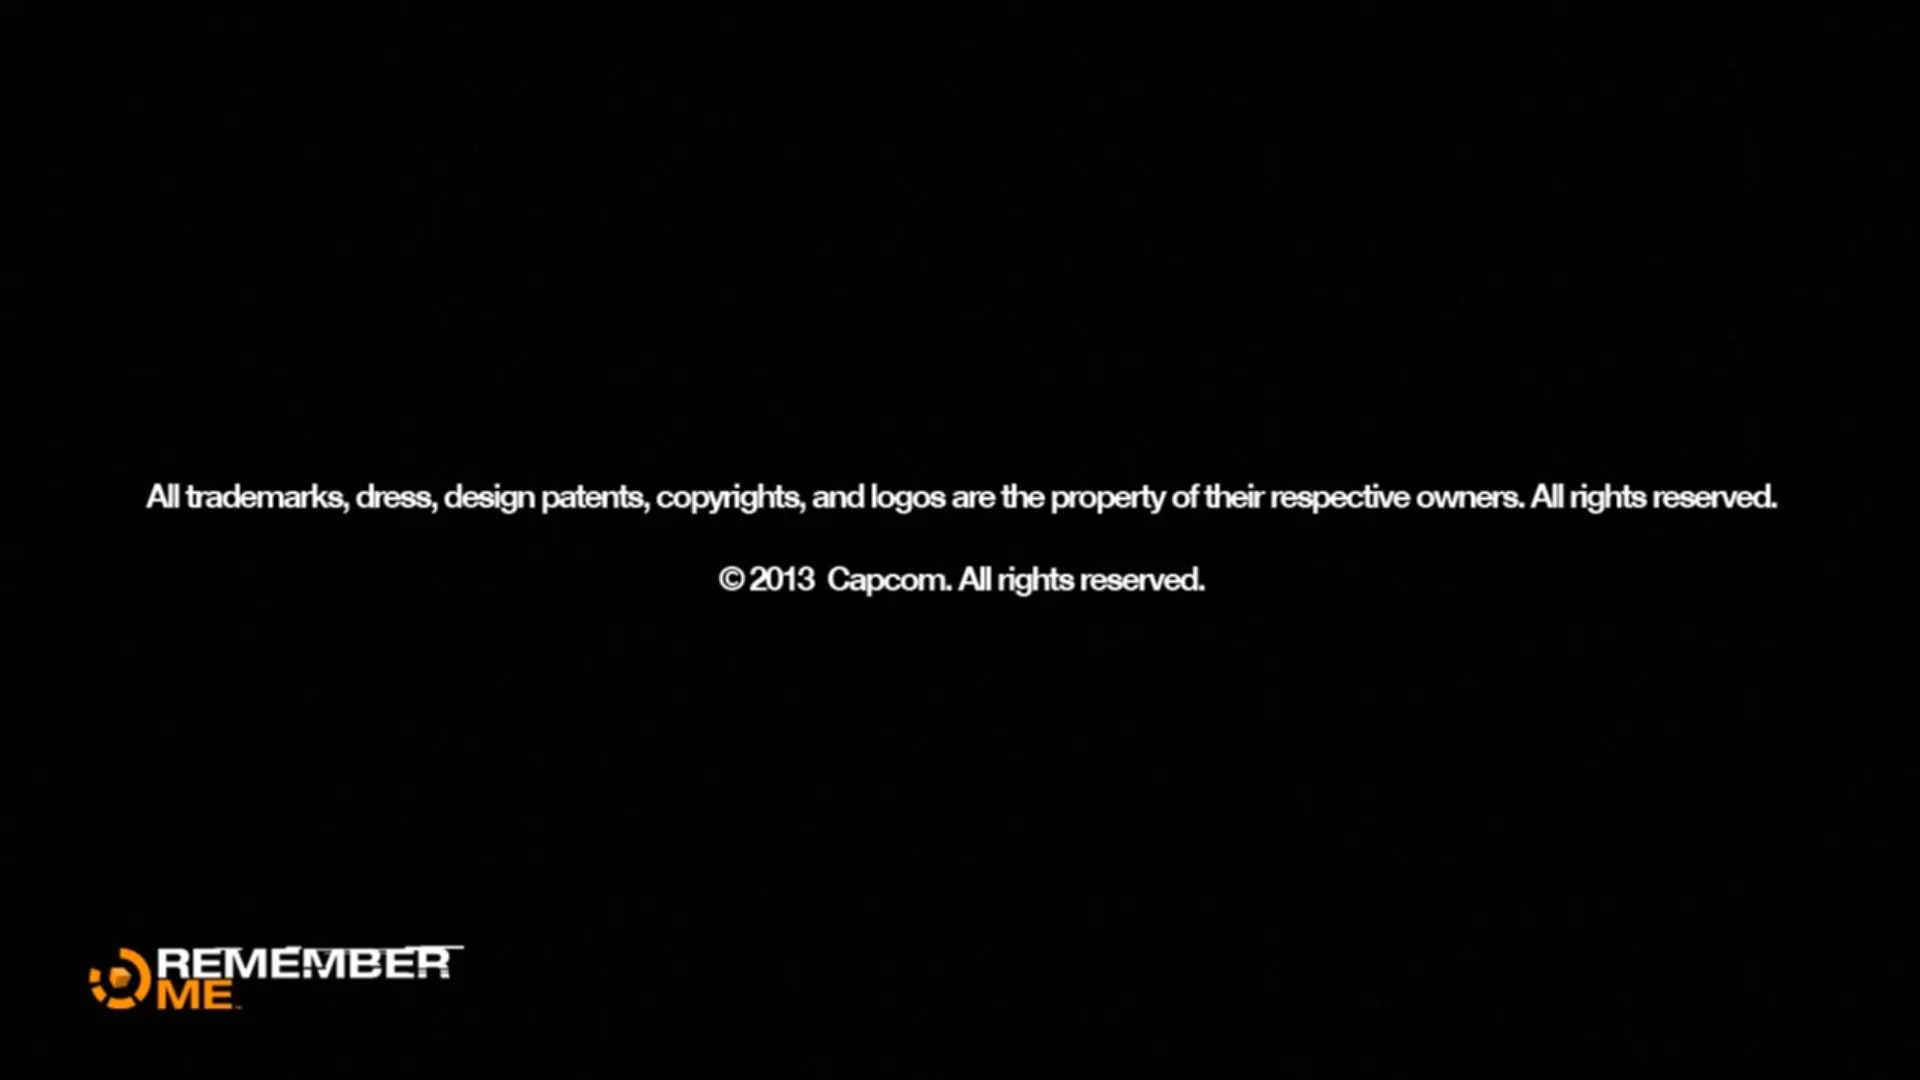 All trademarks, dress, design patents, copyrights, and logos are the property of their respective owners. All rights reserved.
© 2013 Capcom. All rights reserved.
REMEMBER
ME™